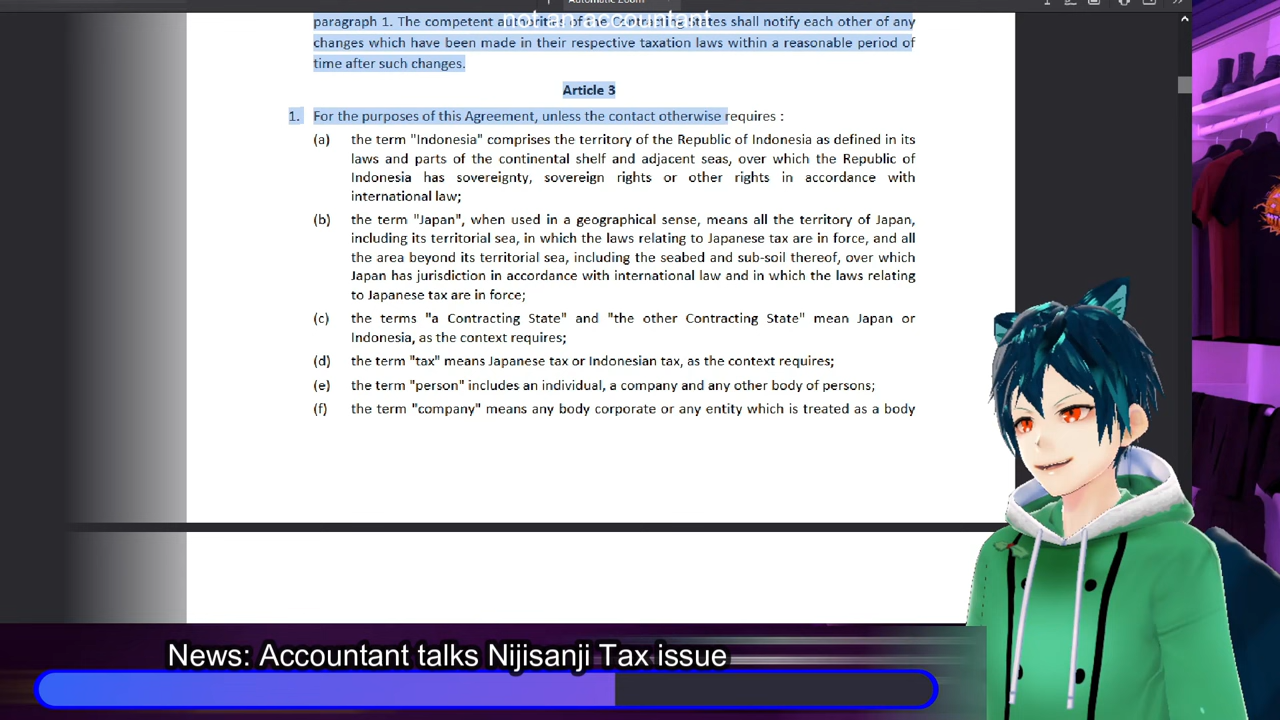 Automatic Zoom
not an accountant
paragraph 1. The competent authorities of the Contracting States shall notify each other of any
changes which have been made in their respective taxation laws within a reasonable period of
time after such changes.
Article 3
1. For the purposes of this Agreement, unless the contact otherwise requires :
(a) the term "Indonesia" comprises the territory of the Republic of Indonesia as defined in its
laws and parts of the continental shelf and adjacent seas, over which the Republic of
Indonesia has sovereignty, sovereign rights or other rights in accordance with
international law;
(b) the term "Japan", when used in a geographical sense, means all the territory of Japan,
including its territorial sea, in which the laws relating to Japanese tax are in force, and all
the area beyond its territorial sea, including the seabed and sub-soil thereof, over which
Japan has jurisdiction in accordance with international law and in which the laws relating
to Japanese tax are in force;
(c) the terms "a Contracting State" and "the other Contracting State" mean Japan or
Indonesia, as the context requires;
(d) the term "tax" means Japanese tax or Indonesian tax, as the context requires;
(e) the term "person" includes an individual, a company and any other body of persons;
(f) the term "company" means any body corporate or any entity which is treated as a body
News: Accountant talks Nijisanji Tax issue